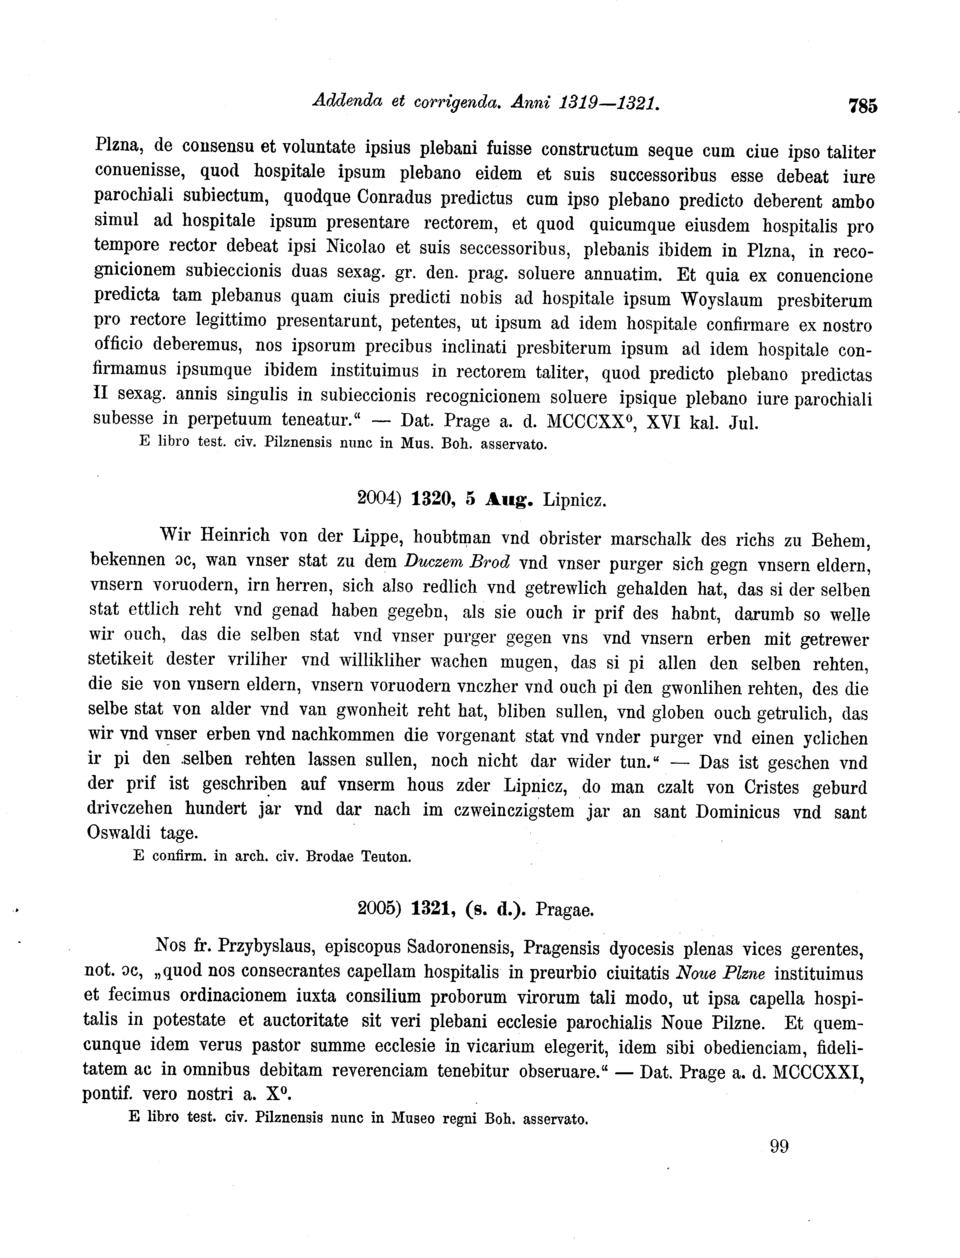 Addenda et corrigenda. Anni 1319—1321. 785
Plzna, de consensu et voluntate ipsius plebani fuisse constructum seque cum ciue ipso taliter
conuenisse, quod hospitale ipsum plebano eidem et suis successoribus esse debeat iure
parochiali subiectum, quodque Conradus predictus cum ipso plebano predicto deberent ambo
simul ad hospitale ipsum presentare rectorem, et quod quicumque eiusdem hospitalis pro
tempore rector debeat ipsi Nicolao et suis seccessoribus, plebanis ibidem in Plzna, in reco-
gnicionem subieccionis duas sexag. gr. den. prag. soluere annuatim. Et quia ex conuencione
predicta tam plebanus quam ciuis predicti nobis ad hospitale ipsum Woyslaum presbiterum
pro rectore legittimo presentarunt, petentes, ut ipsum ad idem hospitale confirmare ex nostro
officio deberemus, nos ipsorum precibus inclinati presbiterum ipsum ad idem hospitale con-
firmamus ipsumque ibidem instituimus in rectorem taliter, quod predicto plebano predictas
II sexag. annis singulis in subieccionis recognicionem soluere ipsique plebano iure parochiali
subesse in perpetuum teneatur.“ — Dat. Prage a. d. MCCCXX⁰, XVI kal. Jul.
E libro test. civ. Pilznensis nunc in Mus. Boh. asservato.
2004) 1320, 5 Aug. Lipnicz.
Wir Heinrich von der Lippe, houbtman vnd obrister marschalk des richs zu Behem,
bekennen ɔc, wan vnser stat zu dem Duczem Brod vnd vnser purger sich gegn vnsern eldern,
vnsern voruodern, irn herren, sich also redlich vnd getrewlich gehalden hat, das si der selben
stat ettlich reht vnd genad haben gegebn, als sie ouch ir prif des habnt, darumb so welle
wir ouch, das die selben stat vnd vnser purger gegen vns vnd vnsern erben mit getrewer
stetikeit dester vriliher vnd willikliher wachen mugen, das si pi allen den selben rehten,
die sie von vnsern eldern, vnsern voruodern vnczher vnd ouch pi den gwonlihen rehten, des die
selbe stat von alder vnd van gwonheit reht hat, bliben sullen, vnd globen ouch getrulich, das
wir vnd vnser erben vnd nachkommen die vorgenant stat vnd vnder purger vnd einen yclichen
ir pi den selben rehten lassen sullen, noch nicht dar wider tun.“ — Das ist geschen vnd
der prif ist geschriben auf vnserm hous zder Lipnicz, do man czalt von Cristes geburd
drivczehen hundert jar vnd dar nach im czweinczigstem jar an sant Dominicus vnd sant
Oswaldi tage.
E confirm. in arch. civ. Brodae Teuton.
2005) 1321, (s. d.). Pragae.
Nos fr. Przybyslaus, episcopus Sadoronensis, Pragensis dyocesis plenas vices gerentes,
not. ɔc, „quod nos consecrantes capellam hospitalis in preurbio ciuitatis Noue Plzne instituimus
et fecimus ordinacionem iuxta consilium proborum virorum tali modo, ut ipsa capella hospi-
talis in potestate et auctoritate sit veri plebani ecclesie parochialis Noue Pilzne. Et quem-
cunque idem verus pastor summe ecclesie in vicarium elegerit, idem sibi obedienciam, fideli-
tatem ac in omnibus debitam reverenciam tenebitur obseruare.“ — Dat. Prage a. d. MCCCXXI,
pontif. vero nostri a. X⁰.
E libro test. civ. Pilznensis nunc in Museo regni Boh. asservato.
99